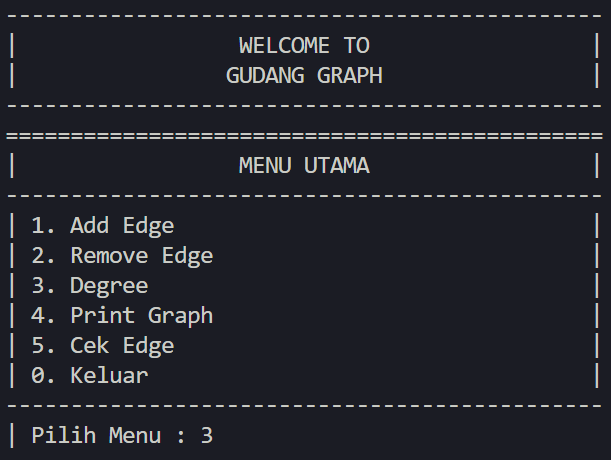 ----------------------------------------------
|                 WELCOME TO                 |
|                GUDANG GRAPH                |
----------------------------------------------
==============================================
|                 MENU UTAMA                 |
----------------------------------------------
| 1. Add Edge                                |
| 2. Remove Edge                             |
| 3. Degree                                  |
| 4. Print Graph                             |
| 5. Cek Edge                                |
| 0. Keluar                                  |
----------------------------------------------
| Pilih Menu : 3